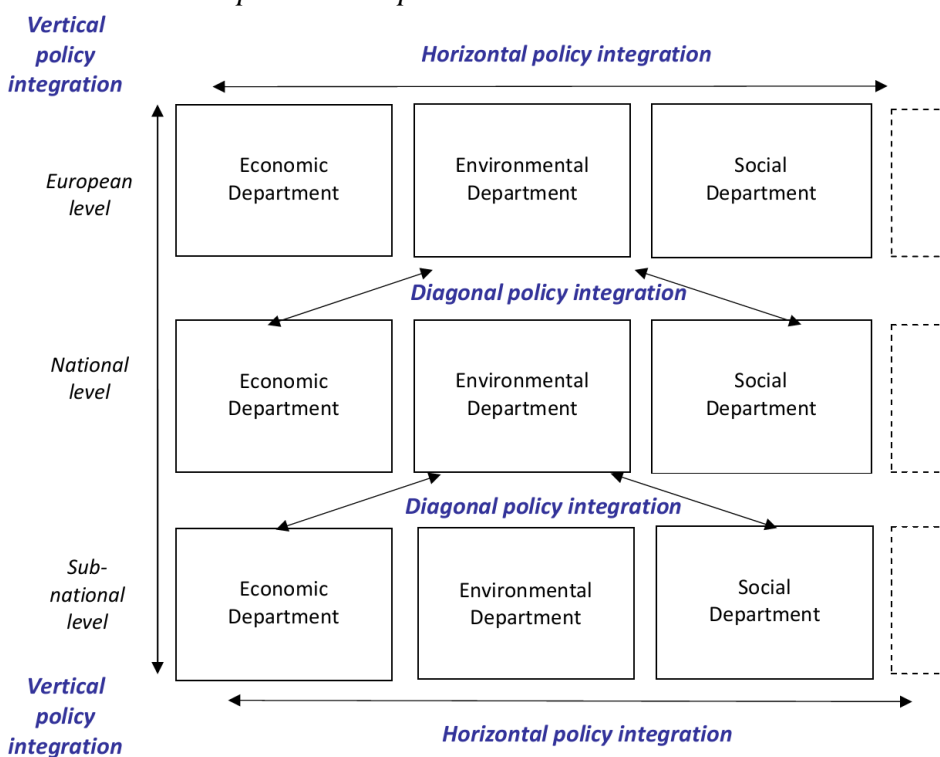 Vertical
policy
integration
Horizontal policy integration
European
level
Economic
Department
Environmental
Department
Social
Department
Diagonal policy integration
National
level
Economic
Department
Environmental
Department
Social
Department
Diagonal policy integration
Sub-
national
level
Economic
Department
Environmental
Department
Social
Department
Vertical
policy
integration
Horizontal policy integration